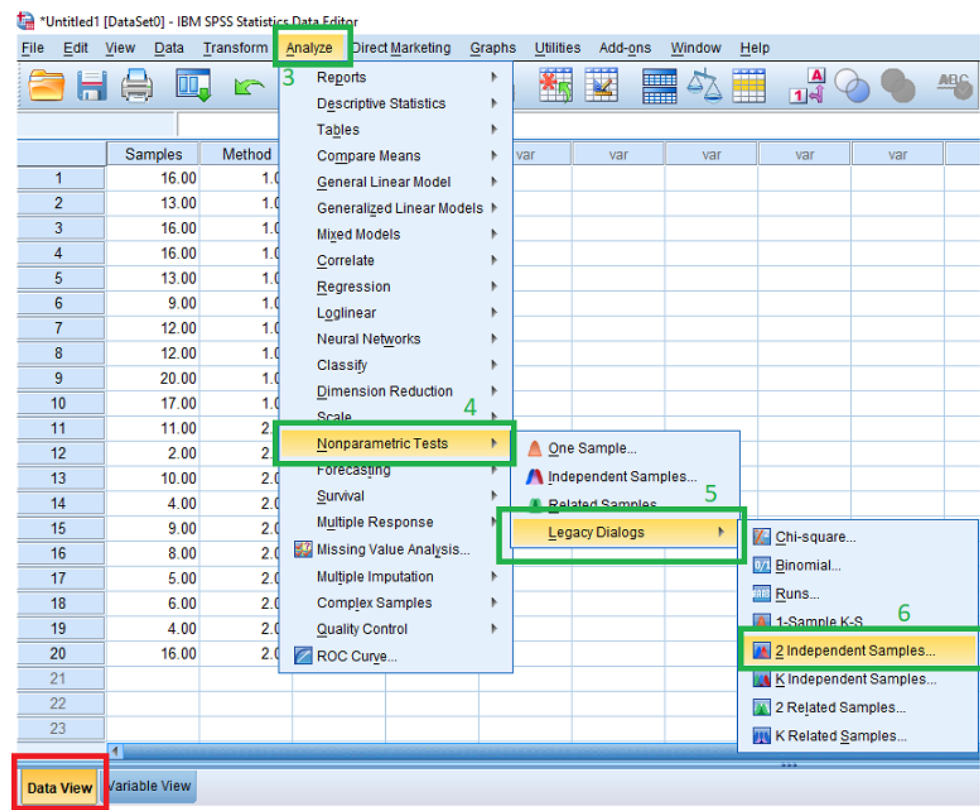 *Untitled1 [DataSet0] - IBM SPSS Statistics Data Editor
File Edit View Data Transform Analyze Direct Marketing Graphs Utilities Add-ons Window Help
3
A
1
ABC
Samples Method var var var var var
1 16.00 1.0
2 13.00 1.0
3 16.00 1.0
4 16.00 1.0
5 13.00 1.0
6 9.00 1.0
7 12.00 1.0
8 12.00 1.0
9 20.00 1.0
10 17.00 1.0
11 11.00 2.
12 2.00 2.
13 10.00 2.0
14 4.00 2.0
15 9.00 2.0
16 8.00 2.0
17 5.00 2.0
18 6.00 2.0
19 4.00 2.0
20 16.00 2.0
21
22
23
Reports
Descriptive Statistics
Tables
Compare Means
General Linear Model
Generalized Linear Models
Mixed Models
Correlate
Regression
Loglinear
Neural Networks
Classify
Dimension Reduction
Scale
4
Nonparametric Tests
Forecasting
Survival
Multiple Response
Missing Value Analysis...
Multiple Imputation
Complex Samples
Quality Control
ROC Curve...
One Sample...
Independent Samples...
Related Samples
5
Legacy Dialogs
Chi-square...
Binomial...
Runs...
1-Sample K-S
6
2 Independent Samples...
K Independent Samples...
2 Related Samples...
K Related Samples...
Data View Variable View